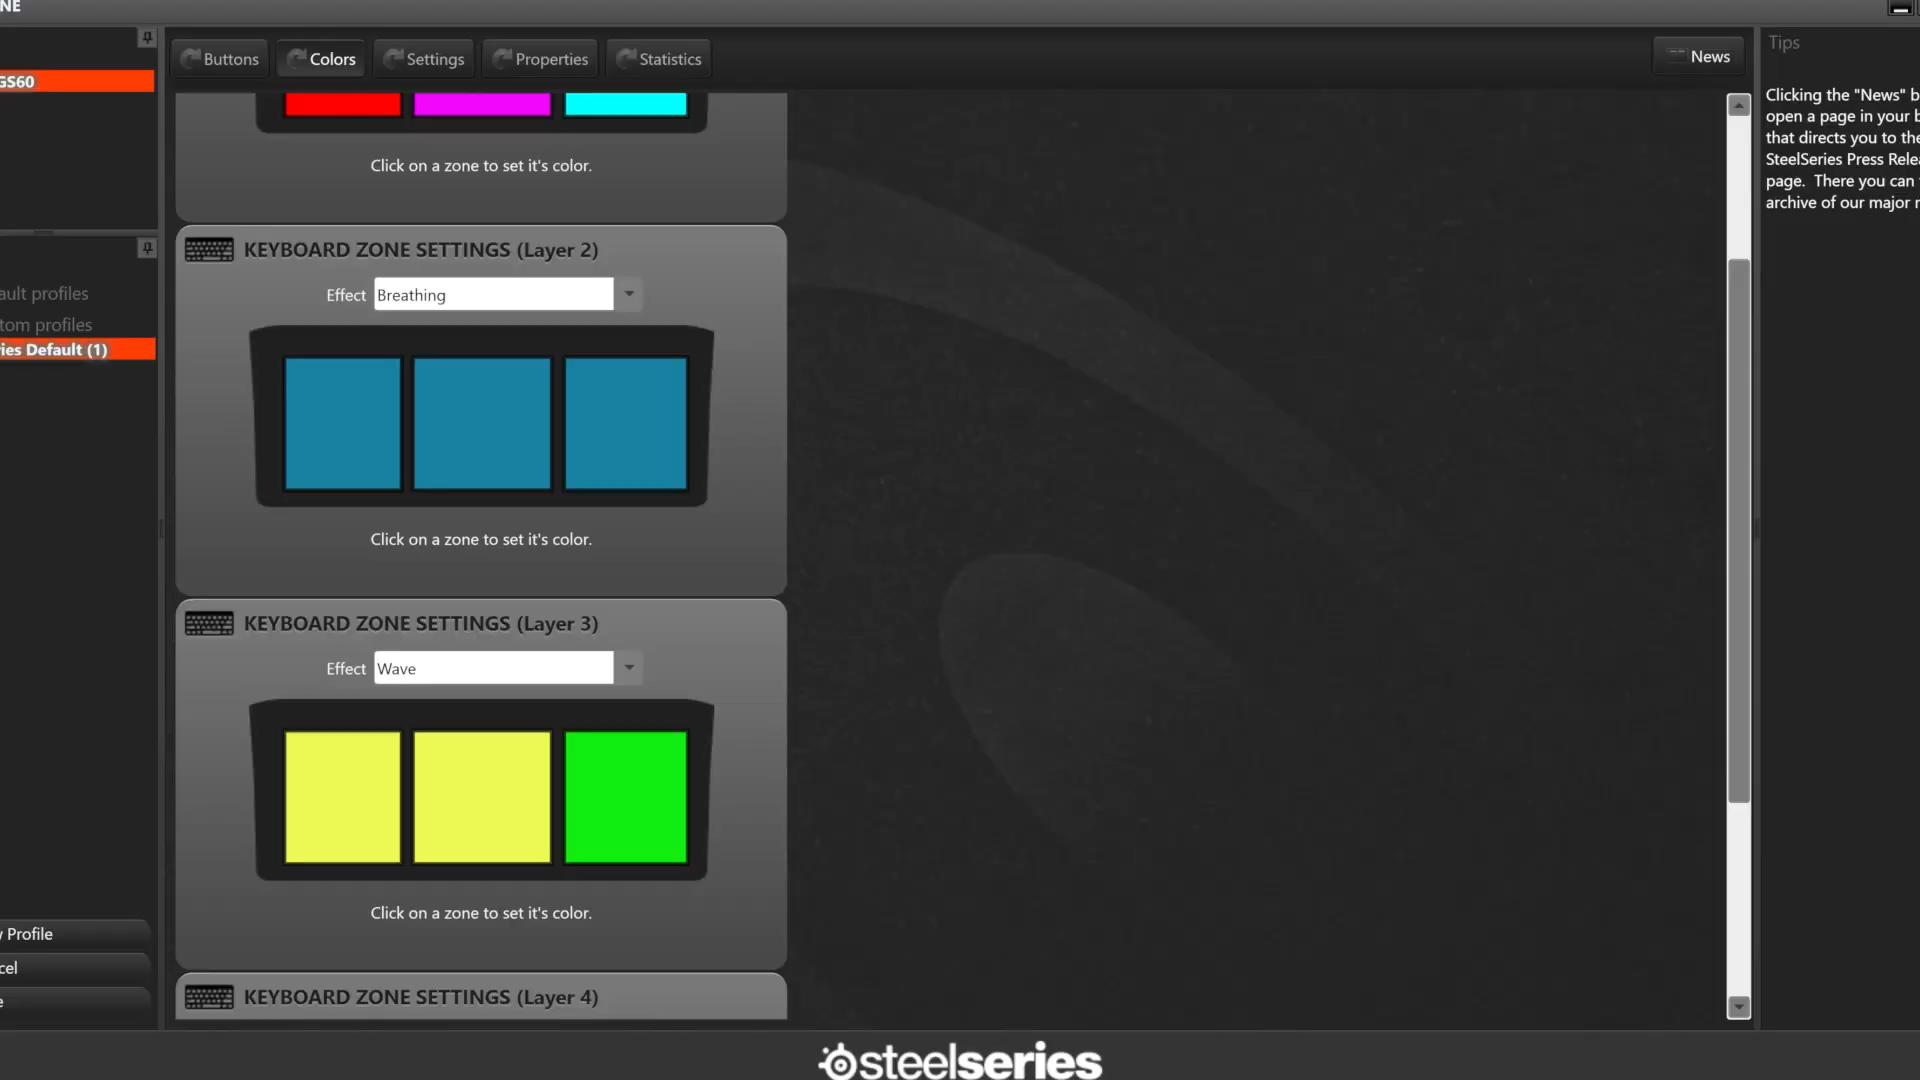 NE
GS60
ault profiles
tom profiles
ies Default (1)
Profile
cel
e
Buttons
Colors
Settings
Properties
Statistics
News
Click on a zone to set it's color.
KEYBOARD ZONE SETTINGS (Layer 2)
Effect Breathing
Click on a zone to set it's color.
KEYBOARD ZONE SETTINGS (Layer 3)
Effect Wave
Click on a zone to set it's color.
KEYBOARD ZONE SETTINGS (Layer 4)
Tips
Clicking the "News" b
open a page in your b
that directs you to the
SteelSeries Press Relea
page. There you can
archive of our major
steelseries